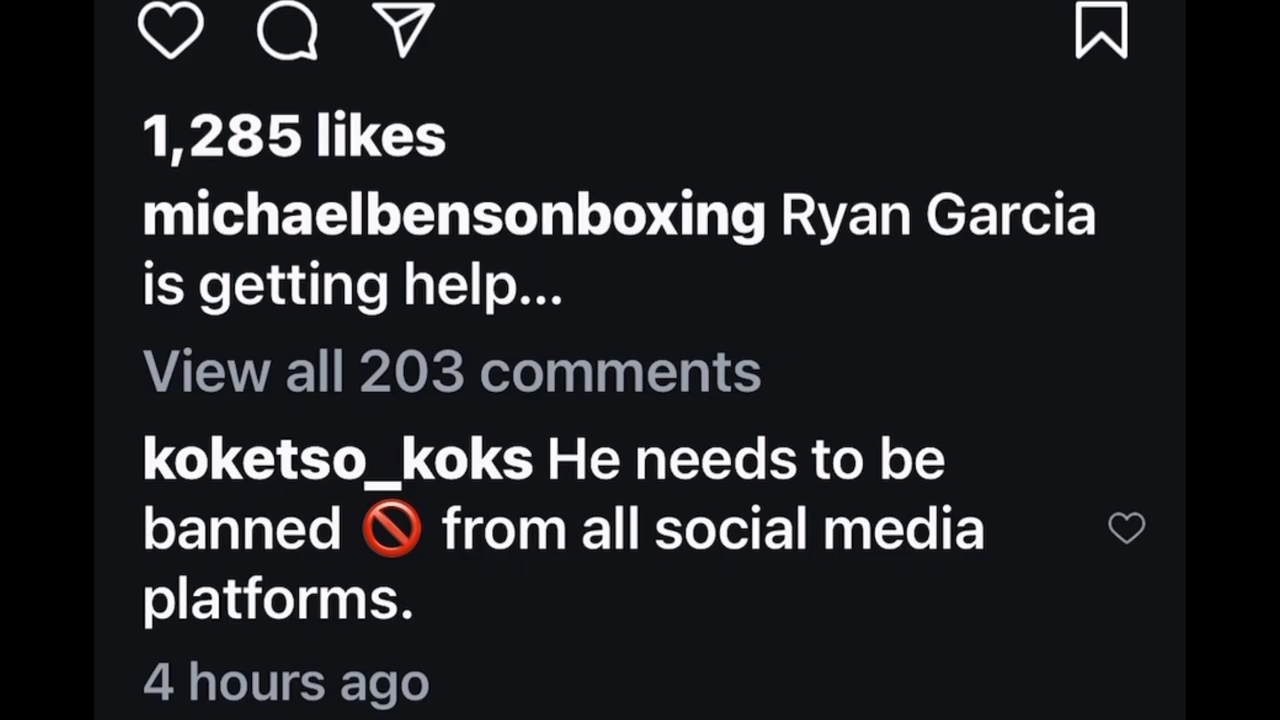 1,285 likes
michaelbensonboxing Ryan Garcia
is getting help...
View all 203 comments
koketso_koks He needs to be
banned 🚫 from all social media
platforms.
4 hours ago